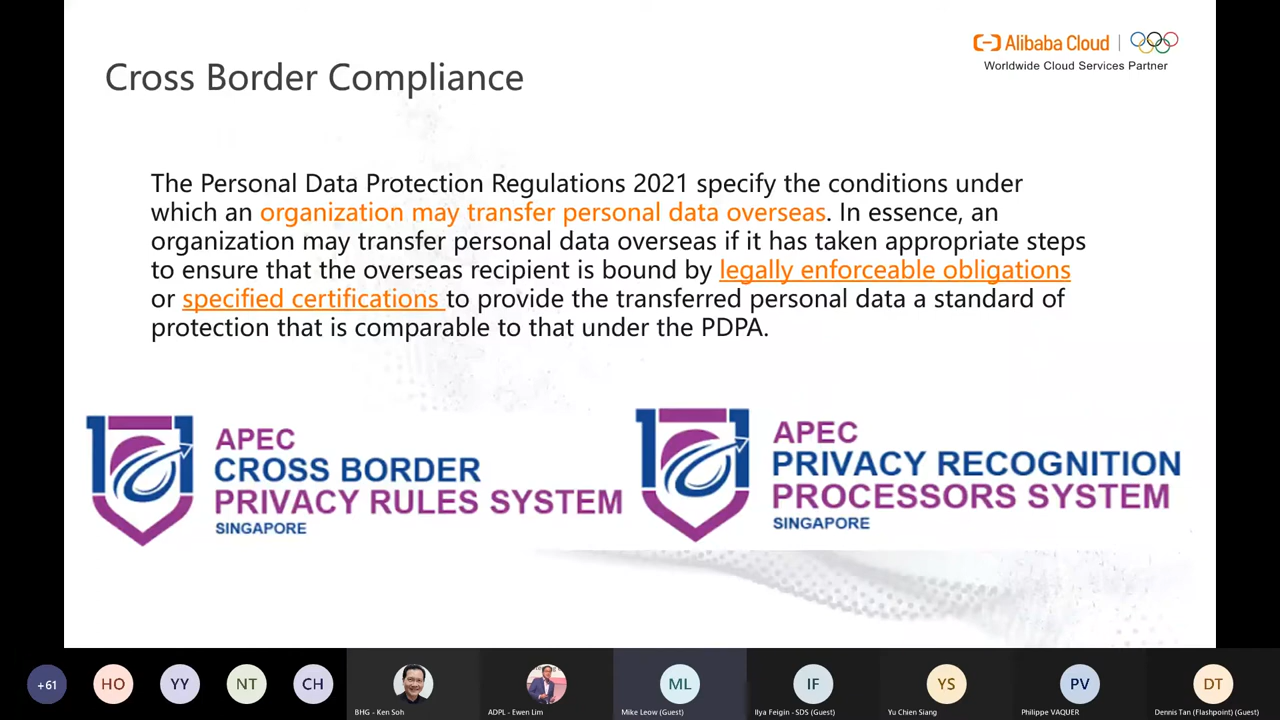 Alibaba Cloud
Worldwide Cloud Services Partner
Cross Border Compliance
The Personal Data Protection Regulations 2021 specify the conditions under
which an organization may transfer personal data overseas. In essence, an
organization may transfer personal data overseas if it has taken appropriate steps
to ensure that the overseas recipient is bound by legally enforceable obligations
or specified certifications to provide the transferred personal data a standard of
protection that is comparable to that under the PDPA.
APEC
CROSS BORDER
PRIVACY RULES SYSTEM
SINGAPORE
APEC
PRIVACY RECOGNITION
PROCESSORS SYSTEM
SINGAPORE
+61
HO
YY
NT
CH
BHG - Ken Soh
ADPL - Ewen Lim
ML
Mike Leow (Guest)
IF
Ilya Feigin - SDS (Guest)
YS
Yu Chien Siang
PV
Philippe VAQUER
DT
Dennis Tan (Flashpoint) (Guest)